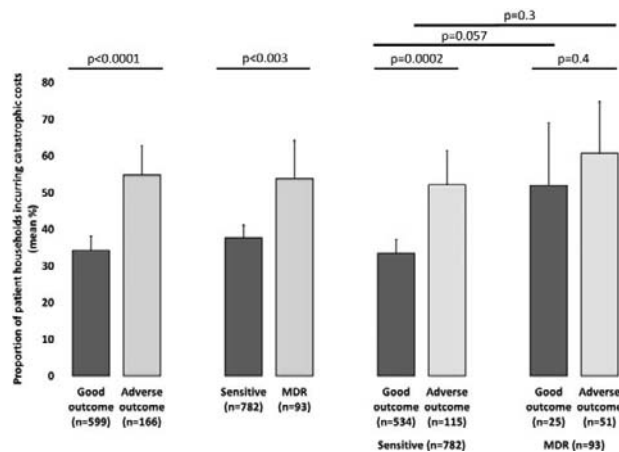 p=0.3
p=0.057
p<0.0001
p<0.003
p=0.0002
p=0.4
Proportion of patient households incurring catastrophic costs
(mean %)
80
70
60
50
40
30
20
10
0
Good outcome (n=599)
Adverse outcome (n=166)
Sensitive (n=782)
MDR (n=93)
Good outcome (n=534)
Adverse outcome (n=115)
Good outcome (n=25)
Adverse outcome (n=51)
Sensitive (n=782)
MDR (n=93)